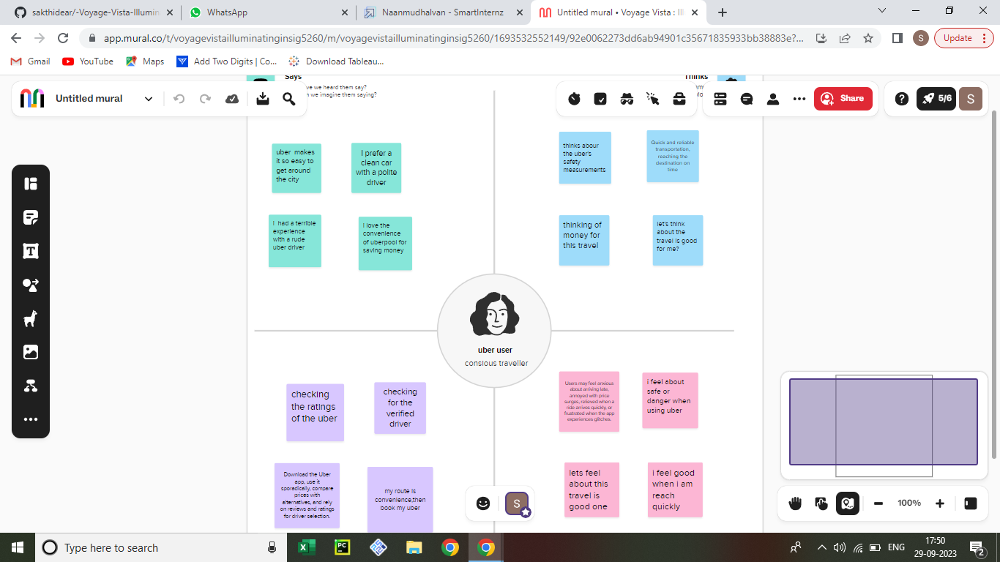 sakthidear/-Voyage-Vista-Illumin
WhatsApp
Naanmudhalvan - SmartInternz
Untitled mural • Voyage Vista : Ill
app.mural.co/t/voyagevistailluminatinginsig5260/m/voyagevistailluminatinginsig5260/1693532552149/92e0062273dd6ab94901c35671835933bb38883e?...
S
Update
Gmail
YouTube
Maps
Add Two Digits | Co...
Download Tableau...
Says
ve we heard them say?
n we imagine them saying?
Thinks
Untitled mural
Share
5/6
S
uber makes
it so easy to
get around
the city
I prefer a
clean car
with a polite
driver
I had a terrible
experience
with a rude
uber driver
I love the
convenience
of uberpool for
saving money
thinks abour
the uber's
safety
measurements
Quick and reliable
transportation,
reaching the
destination on
time
thinking of
money for
this travel
let's think
about the
travel is good
for me?
uber user
consious traveller
checking
the ratings
of the uber
checking
for the
verified
driver
Download the Uber
app, use it
sporadically, compare
prices with
alternatives, and rely
on reviews and ratings
for driver selection.
my route is
convenience,then
book my uber
Users may feel anxious
about arriving late,
annoyed with price
surges, relieved when a
ride arrives quickly, or
frustrated when the app
experiences glitches.
i feel about
safe or
danger when
using uber
lets feel
about this
travel is
good one
i feel good
when i am
reach
quickly
S
100%
Type here to search
PC
ENG
17:50
29-09-2023
2